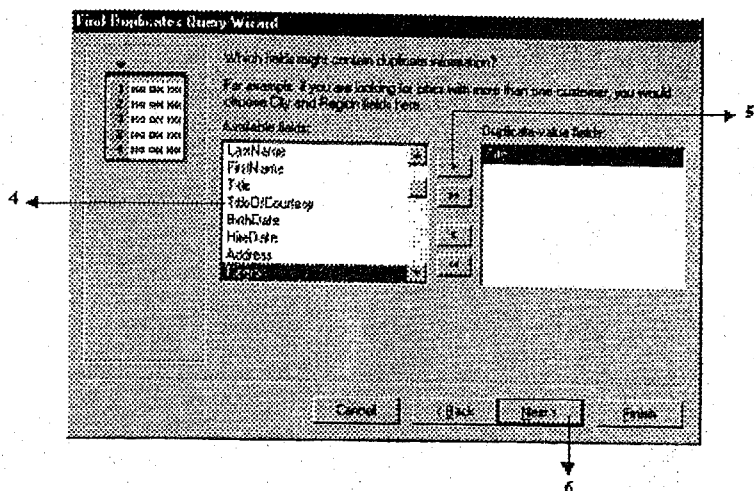 Find Duplicates Query Wizard
Which fields might contain duplicate information?
For example, if you are looking for cities with more than one customer, you would
choose City and Region fields here.
Available fields:
Duplicate-value fields:
LastName
FirstName
Title
TitleOfCourtesy
BirthDate
HireDate
Address
>
>>
<
<<
City
4
5
Cancel
< Back
Next >
Finish
6